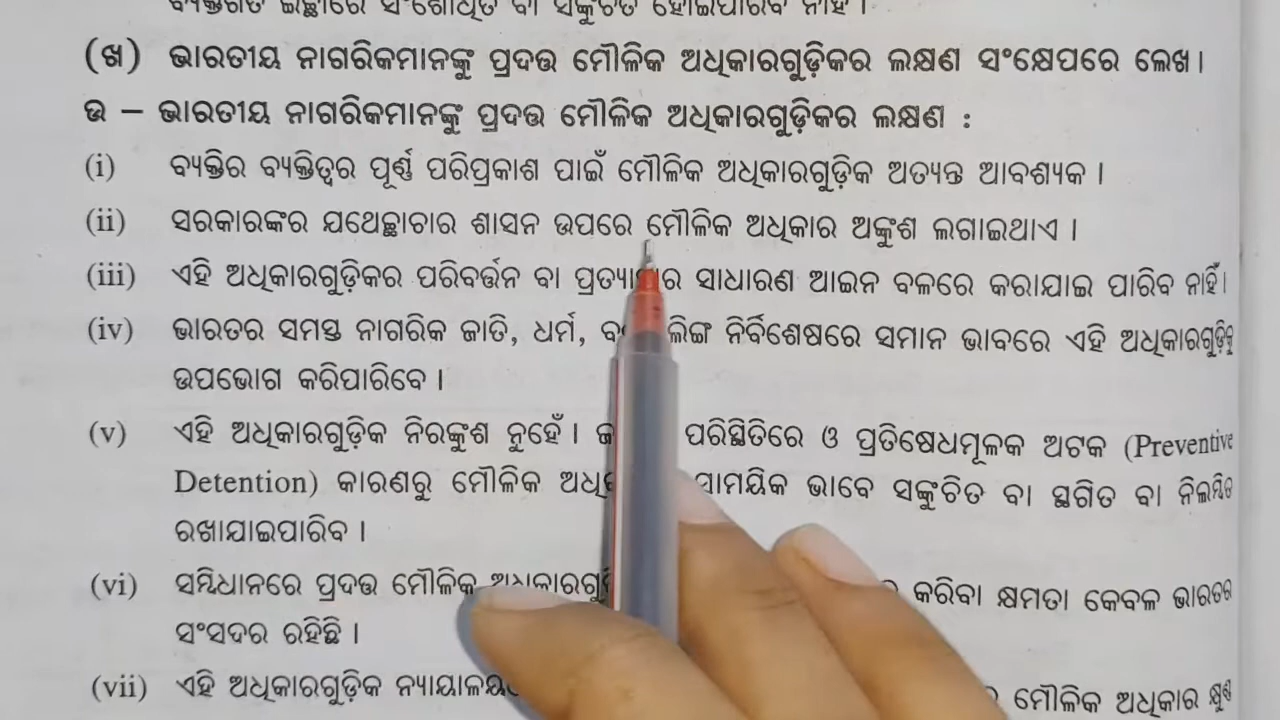 ବ୍ୟକ୍ତିଗତ ଇଚ୍ଛାରେ ସଂଶୋଧିତ ବା ସଙ୍କୁଚିତ ହୋଇପାରିବ ନାହିଁ ।
(ଖ) ଭାରତୀୟ ନାଗରିକମାନଙ୍କୁ ପ୍ରଦତ୍ତ ମୌଳିକ ଅଧିକାରଗୁଡ଼ିକର ଲକ୍ଷଣ ସଂକ୍ଷେପରେ ଲେଖ ।
ଉ – ଭାରତୀୟ ନାଗରିକମାନଙ୍କୁ ପ୍ରଦତ୍ତ ମୌଳିକ ଅଧିକାରଗୁଡ଼ିକର ଲକ୍ଷଣ :
(i) ବ୍ୟକ୍ତିର ବ୍ୟକ୍ତିତ୍ୱର ପୂର୍ଣ୍ଣ ପରିପ୍ରକାଶ ପାଇଁ ମୌଳିକ ଅଧିକାରଗୁଡ଼ିକ ଅତ୍ୟନ୍ତ ଆବଶ୍ୟକ ।
(ii) ସରକାରଙ୍କର ଯଥେଚ୍ଛାଚାର ଶାସନ ଉପରେ ମୌଳିକ ଅଧିକାର ଅଙ୍କୁଶ ଲଗାଇଥାଏ ।
(iii) ଏହି ଅଧିକାରଗୁଡ଼ିକର ପରିବର୍ତ୍ତନ ବା ସାଧାରଣ ଆଇନ ବଳରେ କରାଯାଇ ପାରିବ ନାହିଁ ।
(iv) ଭାରତର ସମସ୍ତ ନାଗରିକ ଜାତି, ଧର୍ମ, ଲିଙ୍ଗ ନିର୍ବିଶେଷରେ ସମାନ ଭାବରେ ଏହି ଅଧିକାରଗୁଡ଼ିକୁ
ଉପଭୋଗ କରିପାରିବେ ।
(v) ଏହି ଅଧିକାରଗୁଡ଼ିକ ନିରଙ୍କୁଶ ନୁହେଁ । ପରିସ୍ଥିତିରେ ଓ ପ୍ରତିଷେଧମୂଳକ ଅଟକ (Preventive
Detention) କାରଣରୁ ମୌଳିକ ସାମୟିକ ଭାବେ ସଙ୍କୁଚିତ ବା ସ୍ଥଗିତ ବା ନିଲମ୍ବିତ
ରଖାଯାଇପାରିବ ।
(vi) ସମ୍ବିଧାନରେ ପ୍ରଦତ୍ତ ମୌଳିକ କରିବା କ୍ଷମତା କେବଳ ଭାରତର
ସଂସଦର ରହିଛି ।
(vii) ଏହି ଅଧିକାରଗୁଡ଼ିକ ମୌଳିକ ଅଧିକାର କ୍ଷୁଣ୍ଣ